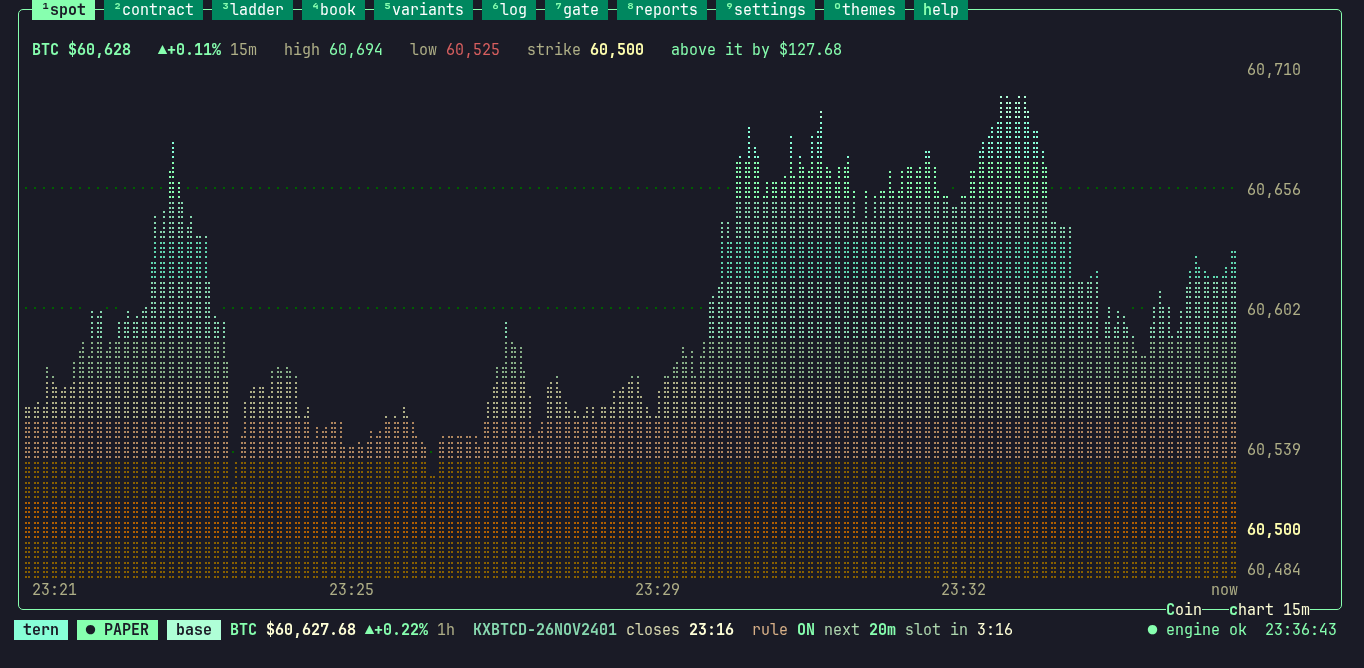 ¹spot ²contract ³ladder ⁴book ⁵variants ⁶log ⁷gate ⁸reports ⁹settings ⁰themes help
BTC $60,628 ▲+0.11% 15m high 60,694 low 60,525 strike 60,500 above it by $127.68
60,710
60,656
60,602
60,539
60,500
60,484
23:21 23:25 23:29 23:32 now
Coin chart 15m
tern ● PAPER base BTC $60,627.68 ▲+0.22% 1h KXBTCD-26NOV2401 closes 23:16 rule ON next 20m slot in 3:16 ● engine ok 23:36:43